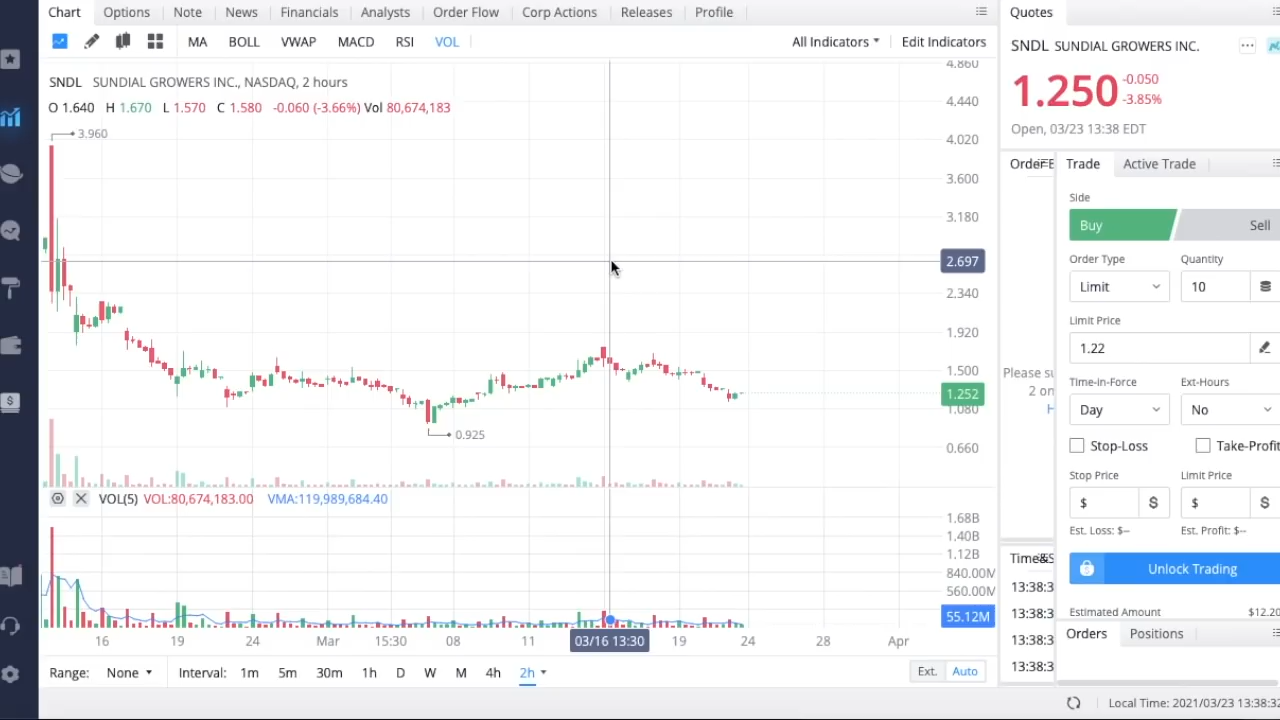 Chart Options Note News Financials Analysts Order Flow Corp Actions Releases Profile
MA BOLL VWAP MACD RSI VOL All Indicators Edit Indicators
SNDL SUNDIAL GROWERS INC., NASDAQ, 2 hours
O 1.640 H 1.670 L 1.570 C 1.580 -0.060 (-3.66%) Vol 80,674,183
3.960
0.925
4.860
4.440
4.020
3.600
3.180
2.697
2.340
1.920
1.500
1.252
1.080
0.660
VOL(5) VOL:80,674,183.00 VMA:119,989,684.40
1.68B
1.40B
1.12B
840.00M
560.00M
55.12M
16 19 24 Mar 15:30 08 11 03/16 13:30 19 24 28 Apr
Range: None Interval: 1m 5m 30m 1h D W M 4h 2h Ext. Auto
Quotes
SNDL SUNDIAL GROWERS INC.
1.250 -0.050
-3.85%
Open, 03/23 13:38 EDT
Trade Active Trade
Side
Buy Sell
Order Type Quantity
Limit 10
Limit Price
1.22
Time-in-Force Ext-Hours
Day No
Stop-Loss Take-Profit
Stop Price Limit Price
$ $ $ $
Est. Loss: $-- Est. Profit: $--
Unlock Trading
Estimated Amount $12.20
Orders Positions
Please su
2 on
Time&S
13:38:3
13:38:3
13:38:3
13:38:3
Local Time: 2021/03/23 13:38:32